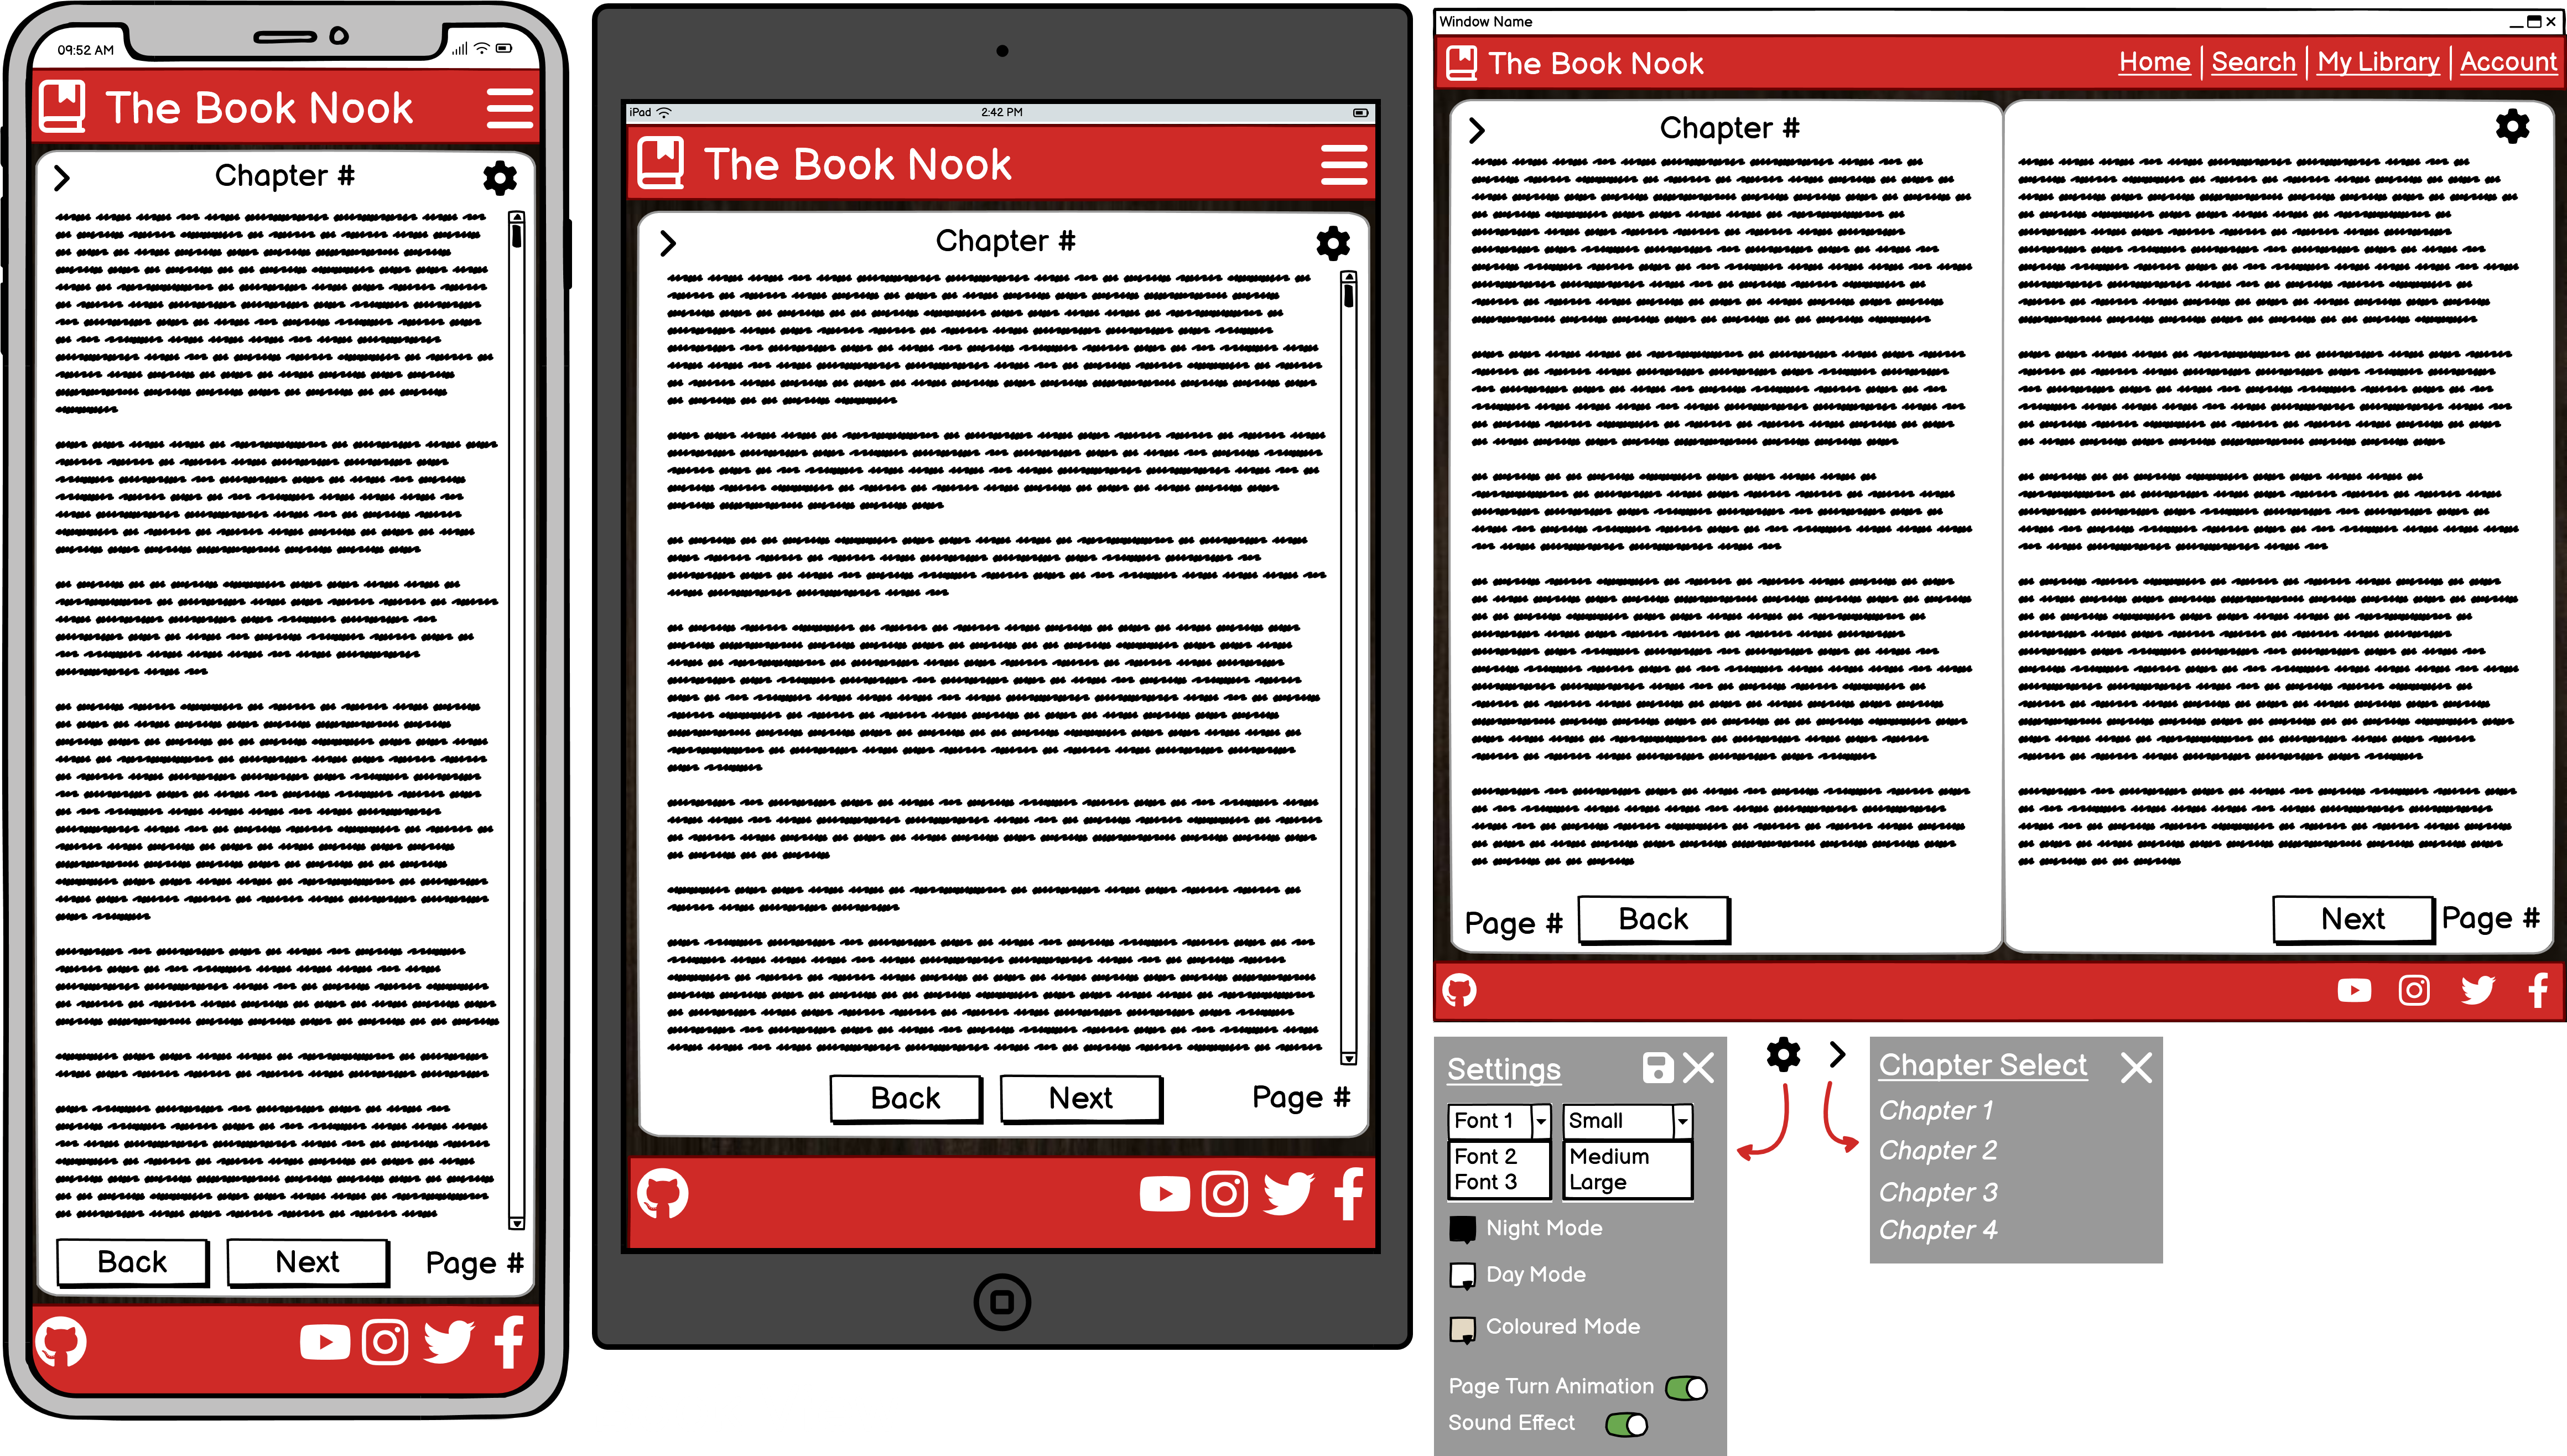 09:52 AM
The Book Nook
Chapter #
Back
Next
Page #
iPad
2:42 PM
The Book Nook
Chapter #
Back
Next
Page #
Window Name
The Book Nook
Home
Search
My Library
Account
Chapter #
Page #
Back
Next
Page #
Settings
Font 1
Small
Font 2
Medium
Font 3
Large
Night Mode
Day Mode
Coloured Mode
Page Turn Animation
Sound Effect
Chapter Select
Chapter 1
Chapter 2
Chapter 3
Chapter 4